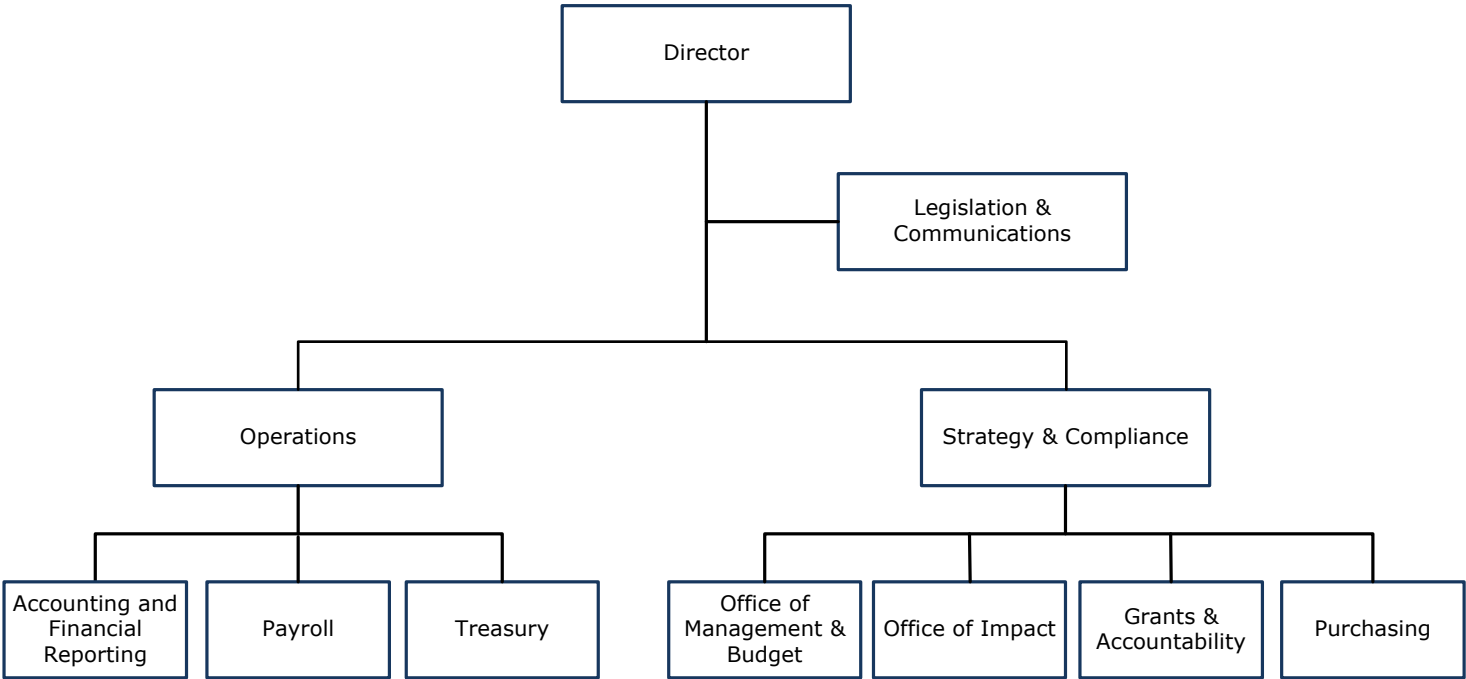 Director
Legislation &
Communications
Operations
Strategy & Compliance
Accounting and
Financial
Reporting
Payroll
Treasury
Office of
Management &
Budget
Office of Impact
Grants &
Accountability
Purchasing